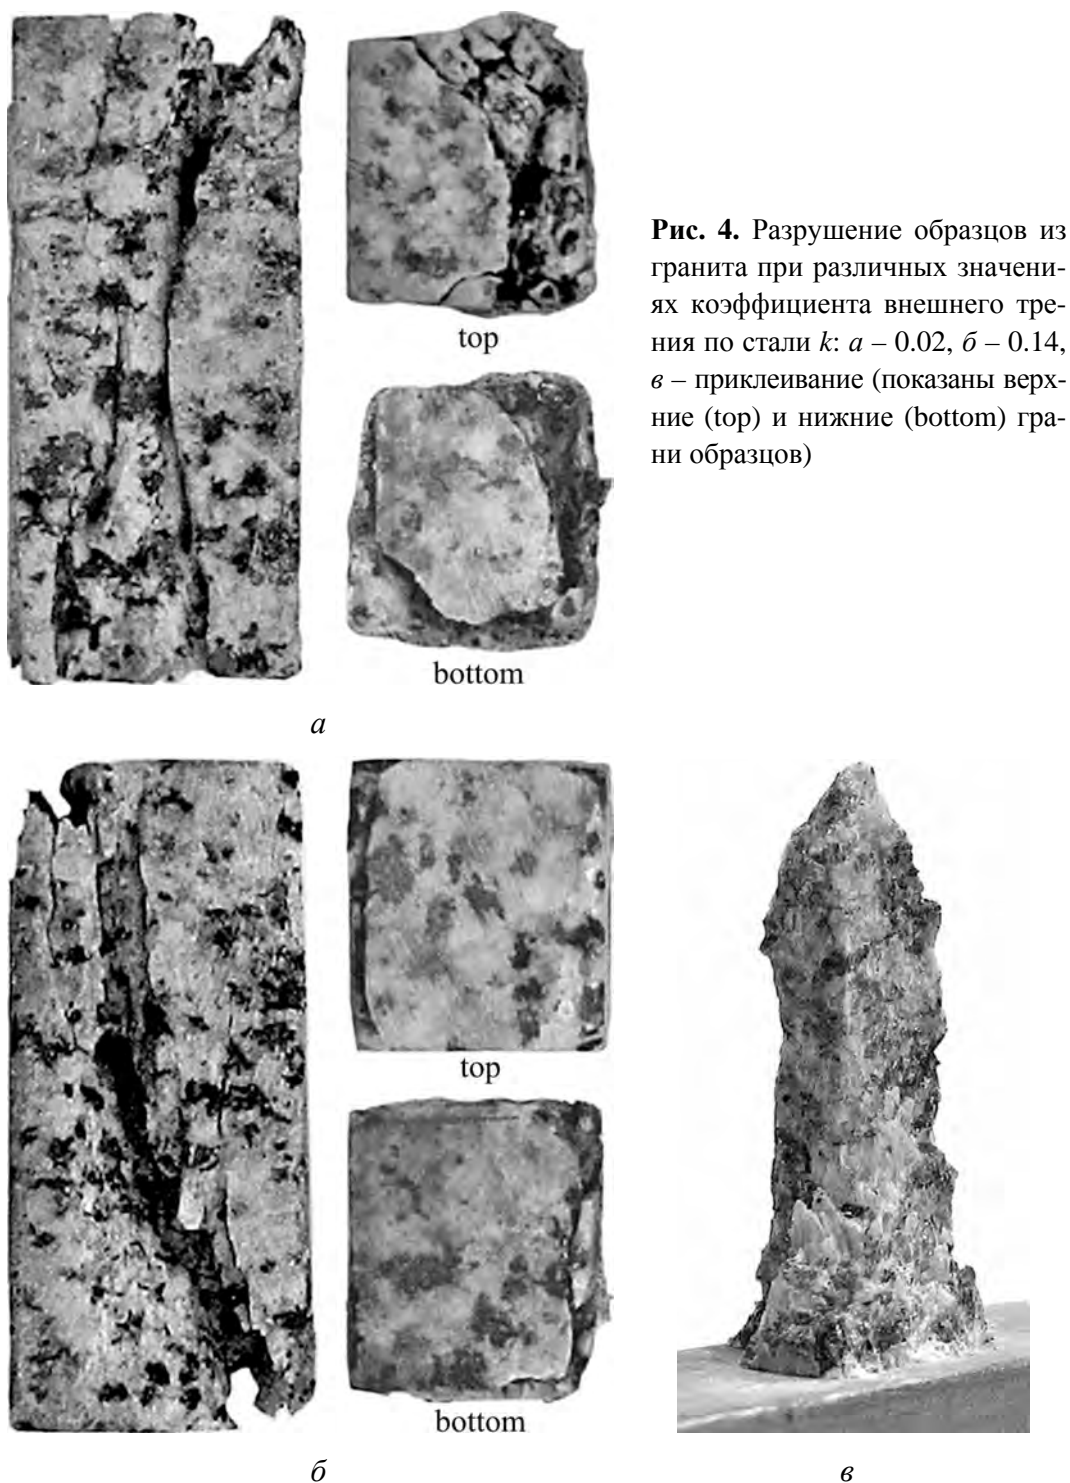 Рис. 4. Разрушение образцов из
гранита при различных значени-
ях коэффициента внешнего тре-
ния по стали k: а – 0.02, б – 0.14,
в – приклеивание (показаны верх-
ние (top) и нижние (bottom) гра-
ни образцов)
top
bottom
а
top
bottom
б
в